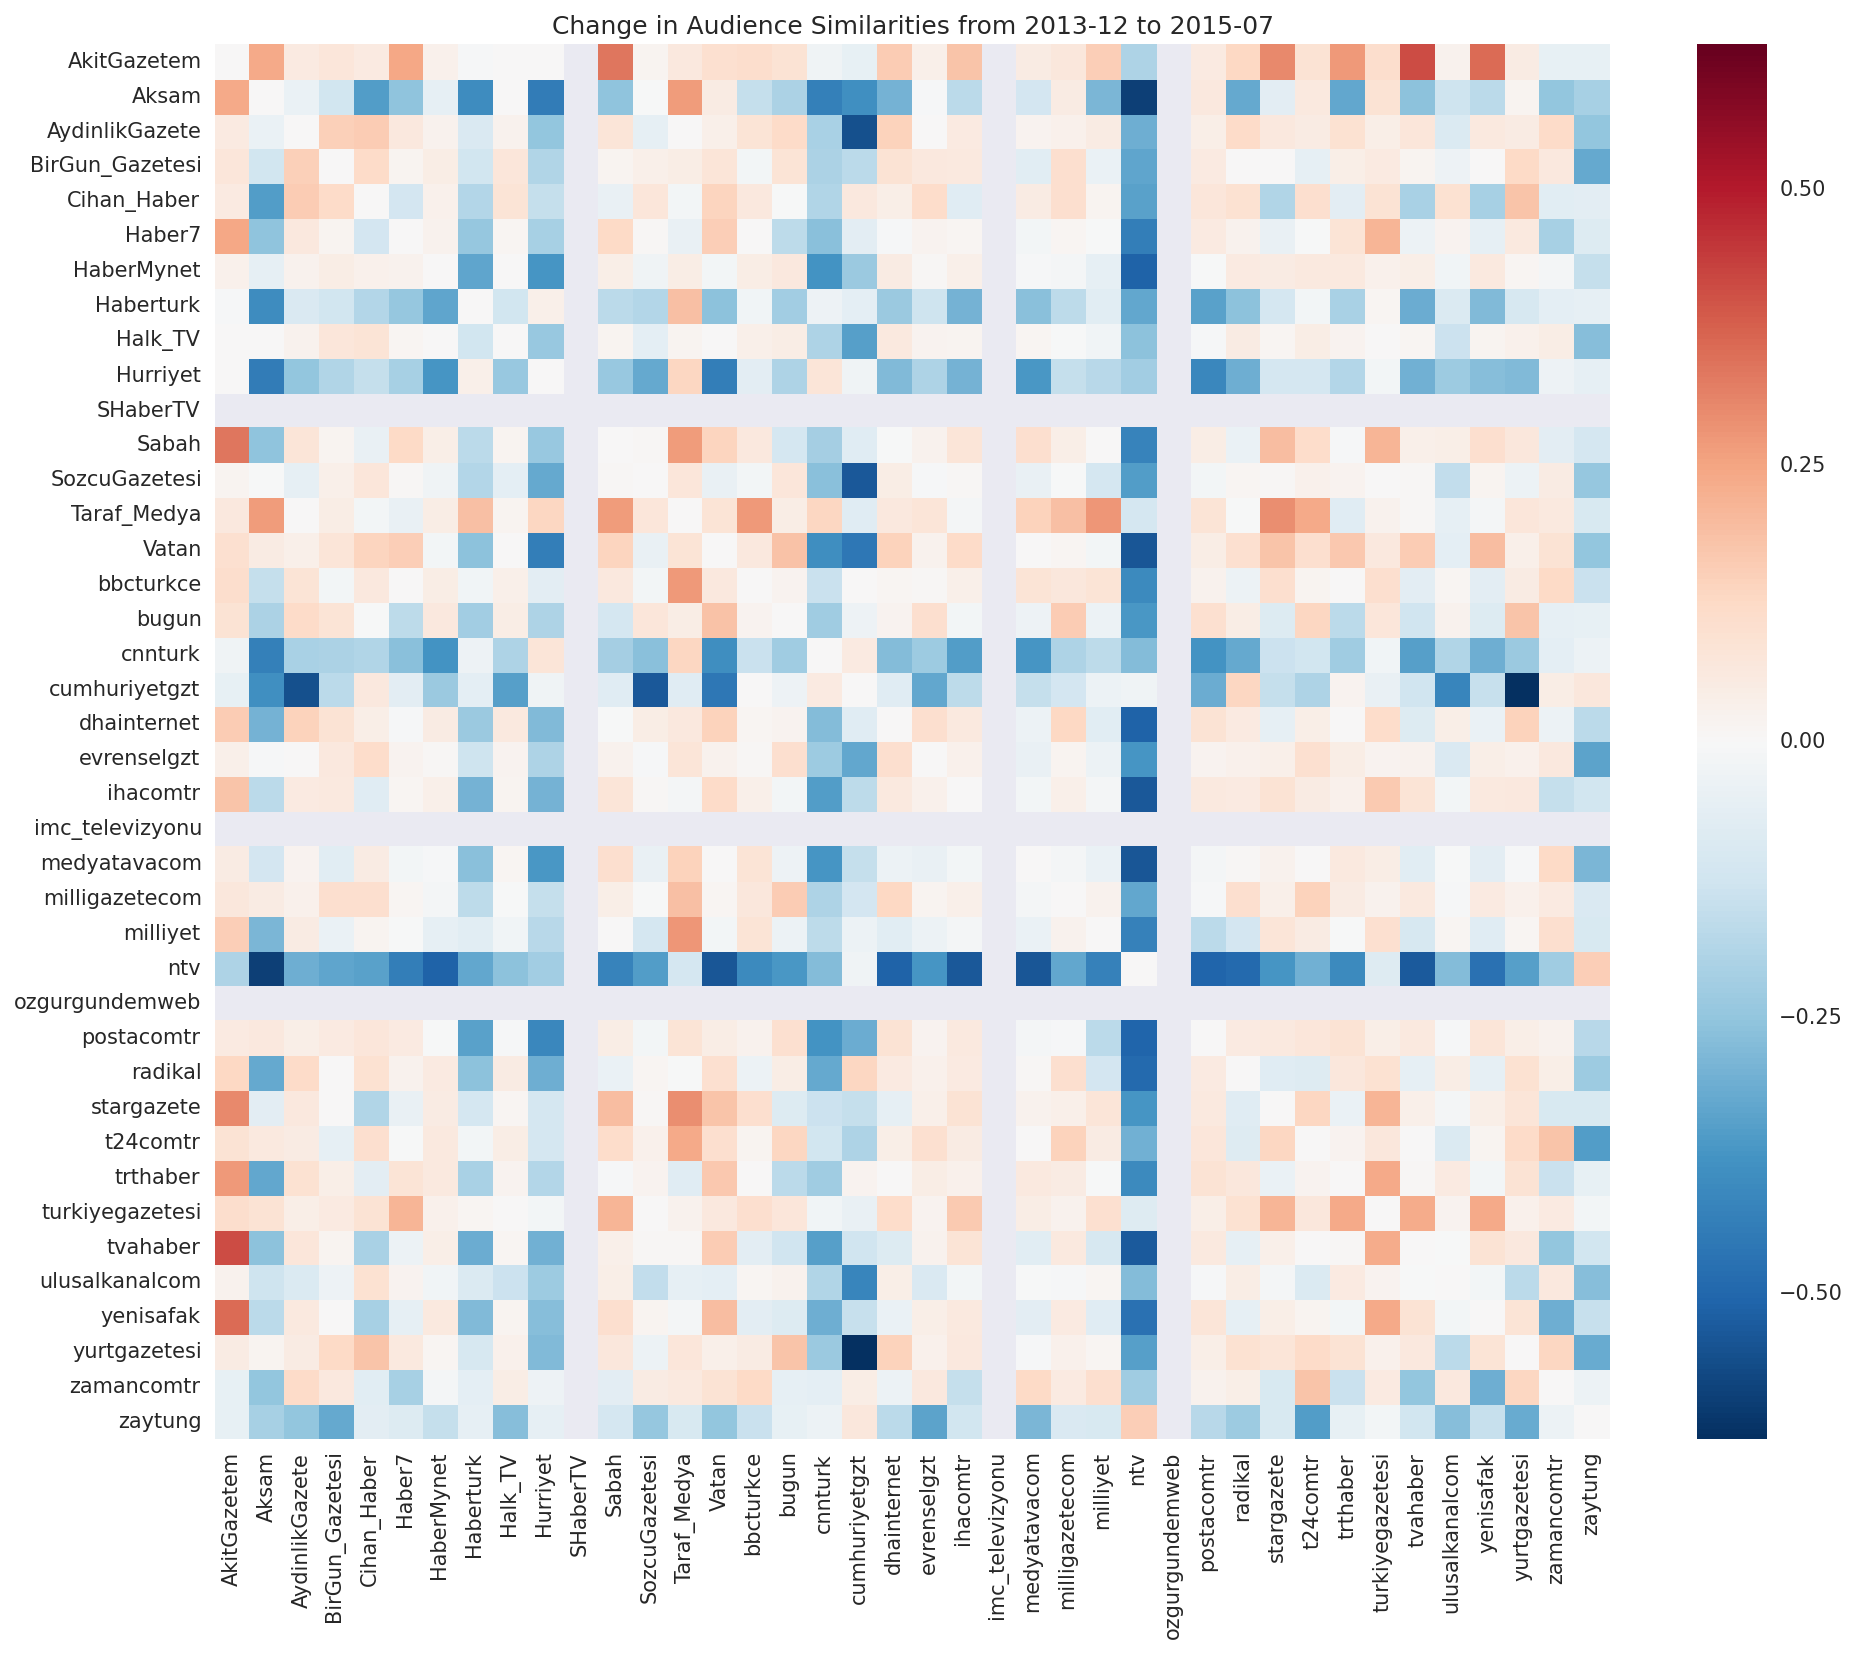 Change in Audience Similarities from 2013-12 to 2015-07
AkitGazetem
Aksam
AydinlikGazete
BirGun_Gazetesi
Cihan_Haber
Haber7
HaberMynet
Haberturk
Halk_TV
Hurriyet
SHaberTV
Sabah
SozcuGazetesi
Taraf_Medya
Vatan
bbcturkce
bugun
cnnturk
cumhuriyetgzt
dhainternet
evrenselgzt
ihacomtr
imc_televizyonu
medyatavacom
milligazetecom
milliyet
ntv
ozgurgundemweb
postacomtr
radikal
stargazete
t24comtr
trthaber
turkiyegazetesi
tvahaber
ulusalkanalcom
yenisafak
yurtgazetesi
zamancomtr
zaytung
AkitGazetem
Aksam
AydinlikGazete
BirGun_Gazetesi
Cihan_Haber
Haber7
HaberMynet
Haberturk
Halk_TV
Hurriyet
SHaberTV
Sabah
SozcuGazetesi
Taraf_Medya
Vatan
bbcturkce
bugun
cnnturk
cumhuriyetgzt
dhainternet
evrenselgzt
ihacomtr
imc_televizyonu
medyatavacom
milligazetecom
milliyet
ntv
ozgurgundemweb
postacomtr
radikal
stargazete
t24comtr
trthaber
turkiyegazetesi
tvahaber
ulusalkanalcom
yenisafak
yurtgazetesi
zamancomtr
zaytung
0.50
0.25
0.00
−0.25
−0.50